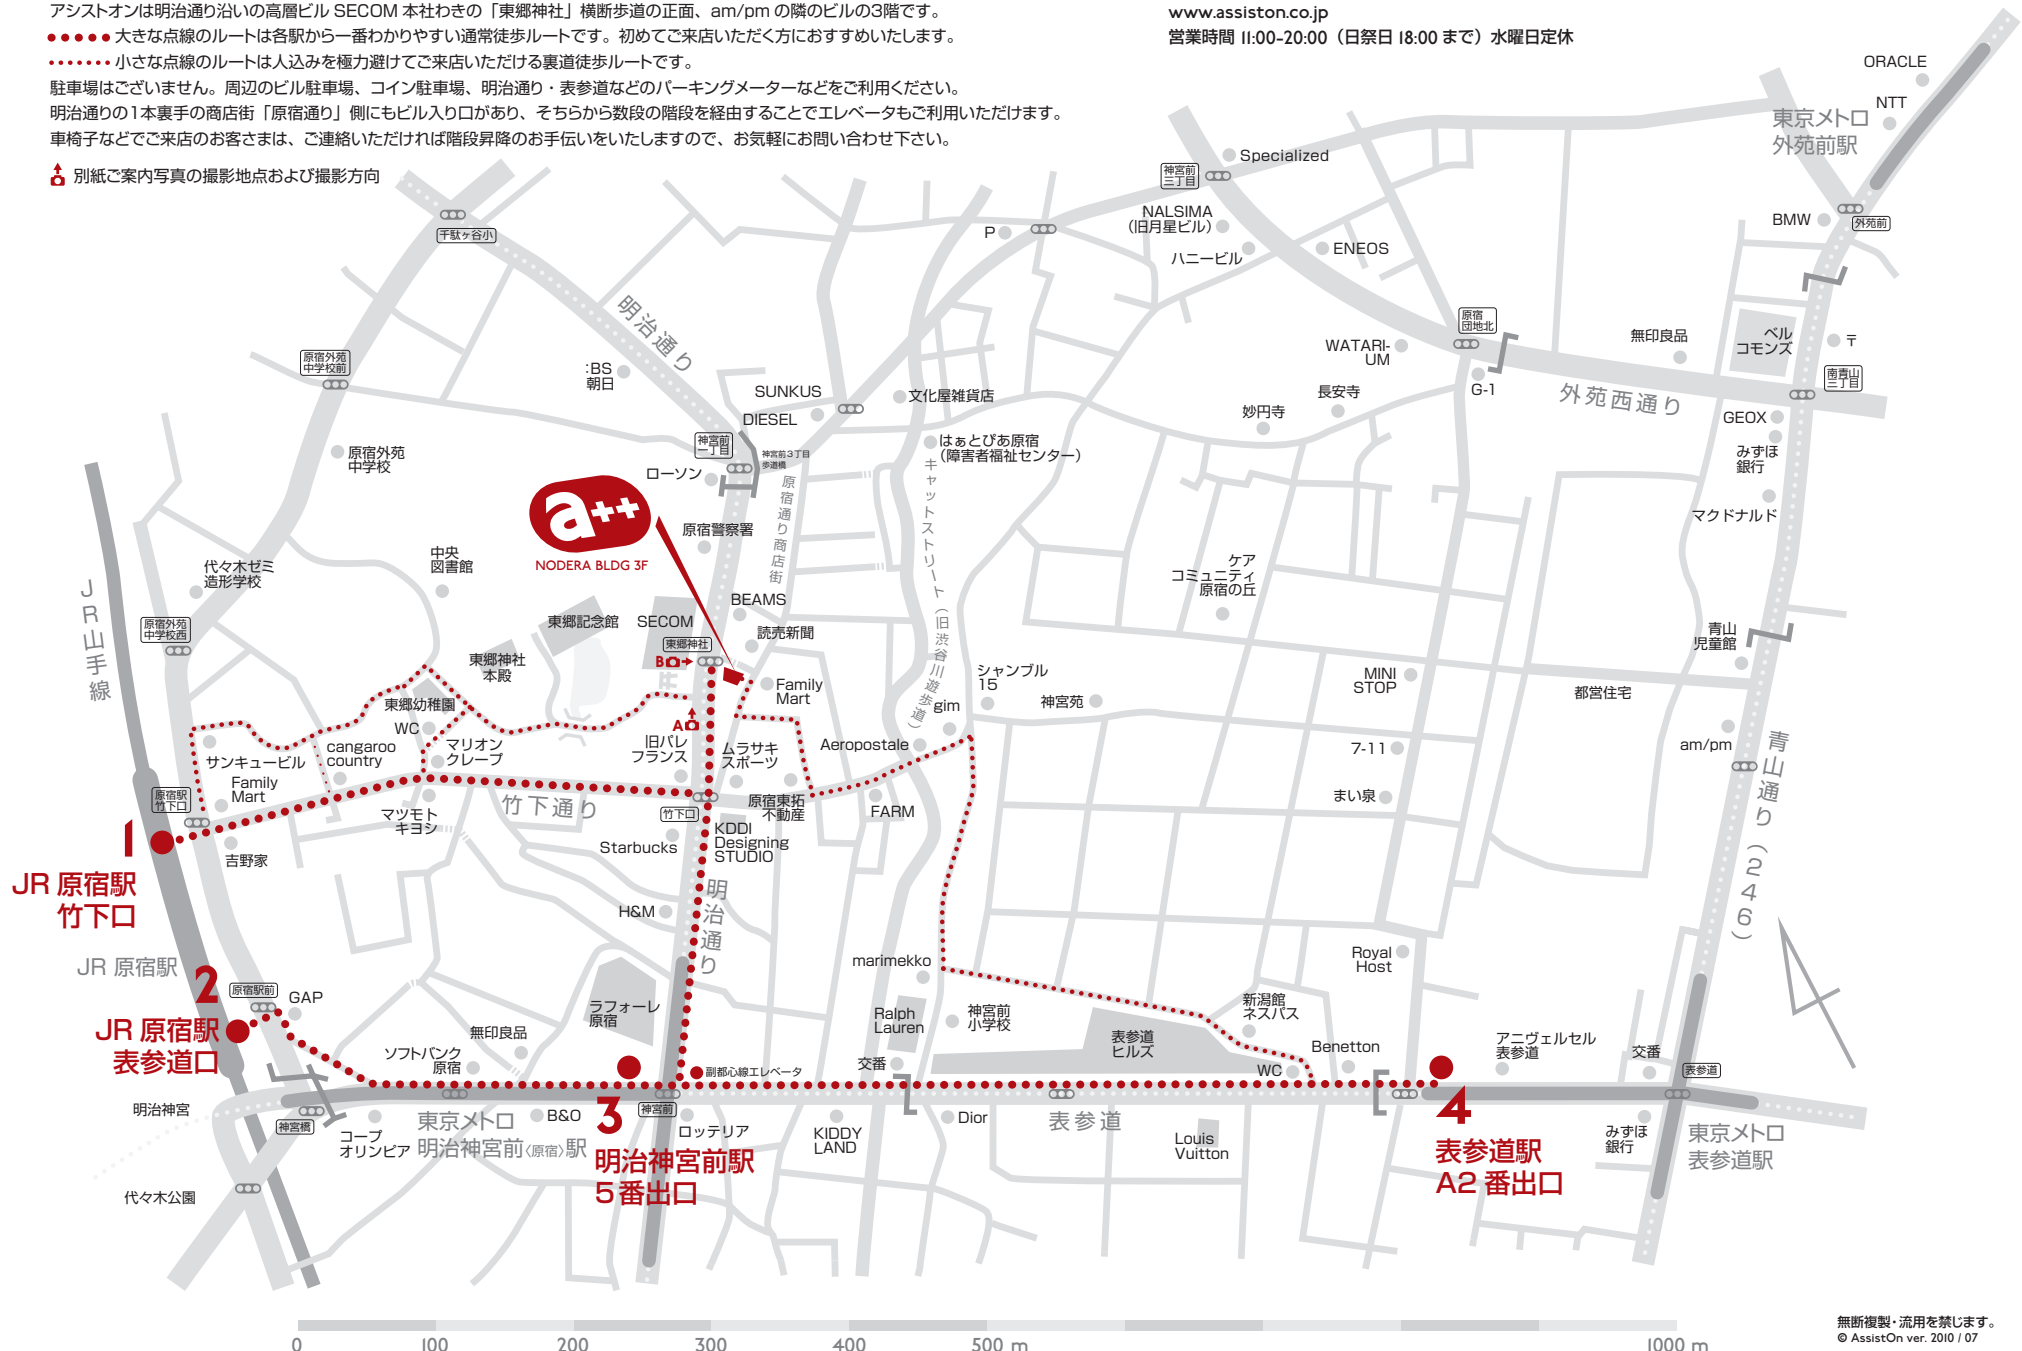 アシストオンは明治通り沿いの高層ビル SECOM 本社わきの「東郷神社」横断歩道の正面、am/pm の隣のビルの3階です。
大きな点線のルートは各駅から一番わかりやすい通常徒歩ルートです。初めてご来店いただく方におすすめいたします。
小さな点線のルートは人込みを極力避けてご来店いただける裏道徒歩ルートです。
駐車場はございません。周辺のビル駐車場、コイン駐車場、明治通り・表参道などのパーキングメーターなどをご利用ください。
明治通りの1本裏手の商店街「原宿通り」側にもビル入り口があり、そちらから数段の階段を経由することでエレベータもご利用いただけます。
車椅子などでご来店のお客さまは、ご連絡いただければ階段昇降のお手伝いをいたしますので、お気軽にお問い合わせ下さい。
別紙ご案内写真の撮影地点および撮影方向
www.assiston.co.jp
営業時間 11:00-20:00（日祭日 18:00 まで）水曜日定休
ORACLE
NTT
東京メトロ
外苑前駅
BMW
外苑前
Specialized
神宮前
三丁目
NALSIMA
（旧月星ビル）
ハニービル
ENEOS
P
千駄ヶ谷小
明治通り
原宿外苑
中学校前
:BS
朝日
SUNKUS
DIESEL
文化屋雑貨店
はぁとぴあ原宿
（障害者福祉センター）
神宮前
一丁目
神宮前3丁目
歩道橋
ローソン
原宿外苑
中学校
原宿
団地北
WATARI-
UM
G-1
長安寺
妙円寺
無印良品
ベル
コモンズ
〒
外苑西通り
南青山
三丁目
GEOX
みずほ
銀行
マクドナルド
a++
NODERA BLDG 3F
原宿警察署
原宿通り商店街
キャットストリート（旧渋谷川遊歩道）
中央
図書館
代々木ゼミ
造形学校
JR山手線
原宿外苑
中学校西
東郷記念館
SECOM
BEAMS
読売新聞
東郷神社
B
東郷神社
本殿
東郷幼稚園
WC
A
Family
Mart
ケア
コミュニティ
原宿の丘
青山
児童館
MINI
STOP
都営住宅
シャンブル
15
神宮苑
gim
Aeropostale
7-11
am/pm
青山通り（246）
サンキュービル
cangaroo
country
マリオン
クレープ
旧パレ
フランス
ムラサキ
スポーツ
Family
Mart
原宿駅
竹下口
マツモト
キヨシ
竹下通り
竹下口
原宿東拓
不動産
FARM
まい泉
1
JR 原宿駅
竹下口
吉野家
Starbucks
KDDI
Designing
STUDIO
H&M
明治通り
JR 原宿駅
2
原宿駅前
GAP
JR 原宿駅
表参道口
無印良品
ソフトバンク
原宿
ラフォーレ
原宿
副都心線エレベータ
marimekko
Ralph
Lauren
神宮前
小学校
交番
表参道
ヒルズ
新潟館
ネスパス
WC
Benetton
Royal
Host
アニヴェルセル
表参道
交番
表参道
明治神宮
神宮橋
コープ
オリンピア
東京メトロ
明治神宮前〈原宿〉駅
B&O
3
神宮前
明治神宮前駅
5 番出口
ロッテリア
KIDDY
LAND
Dior
表参道
Louis
Vuitton
4
表参道駅
A2 番出口
みずほ
銀行
東京メトロ
表参道駅
代々木公園
0
100
200
300
400
500 m
1000 m
無断複製・流用を禁じます。
© AssistOn ver. 2010 / 07